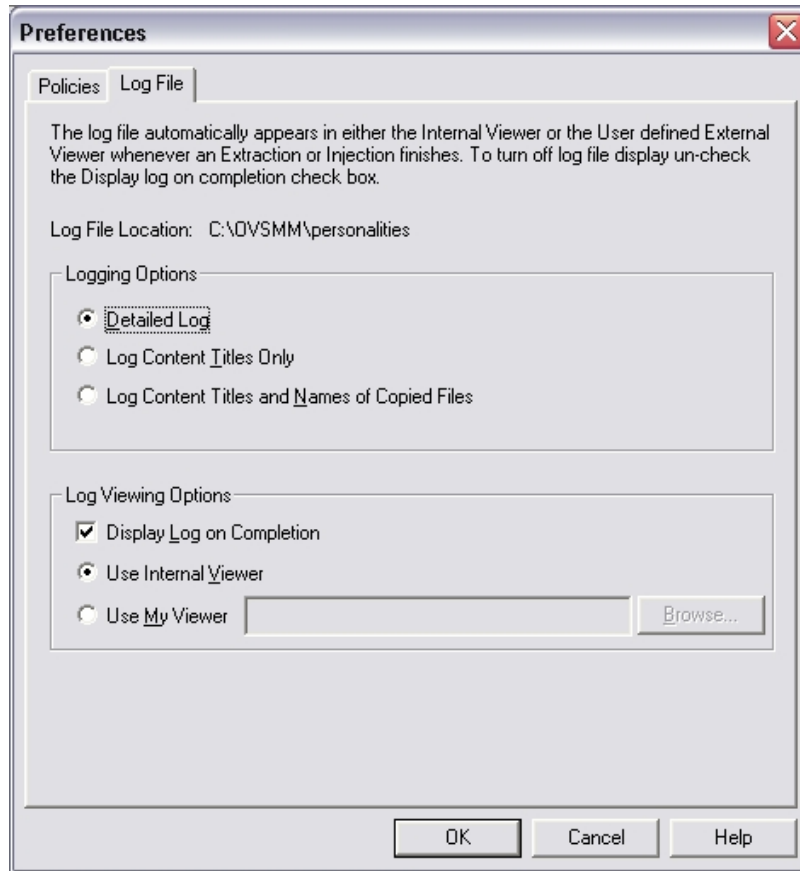 Preferences
Policies Log File
The log file automatically appears in either the Internal Viewer or the User defined External
Viewer whenever an Extraction or Injection finishes. To turn off log file display un-check
the Display log on completion check box.
Log File Location: C:\OVSMM\personalities
Logging Options
Detailed Log
Log Content Titles Only
Log Content Titles and Names of Copied Files
Log Viewing Options
Display Log on Completion
Use Internal Viewer
Use My Viewer Browse...
OK Cancel Help